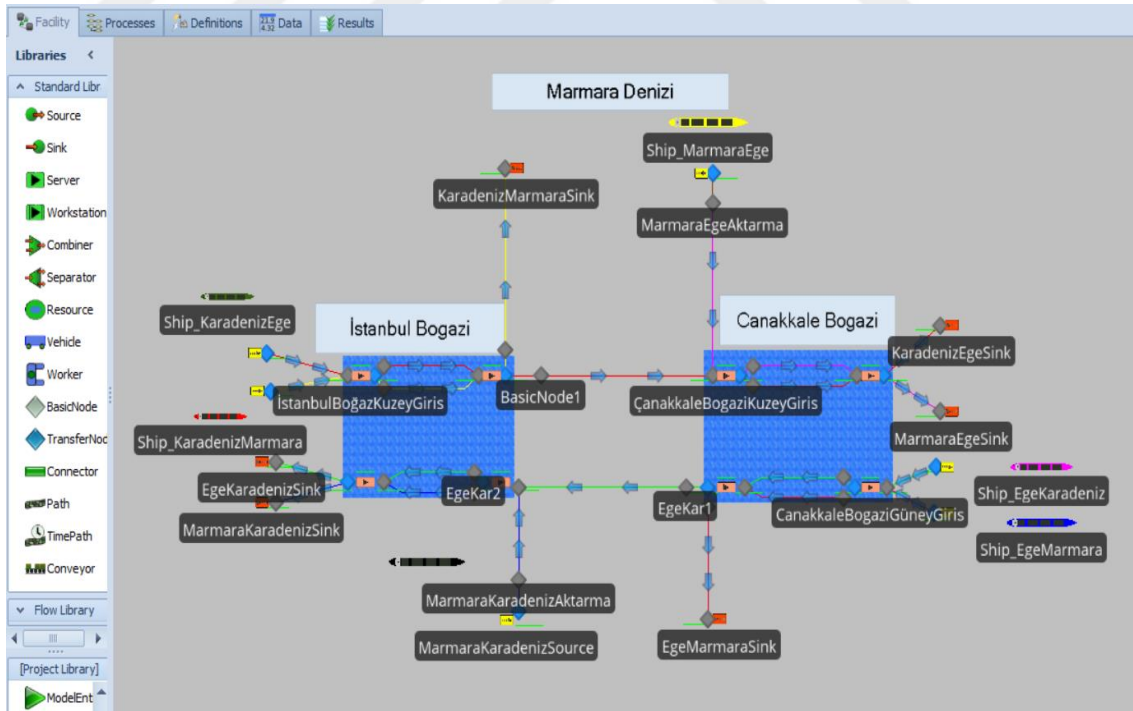 Facility
Processes
Definitions
Data
Results
Libraries
Standard Libr
Source
Sink
Server
Workstation
Combiner
Separator
Resource
Vehicle
Worker
BasicNode
TransferNod
Connector
Path
TimePath
Conveyor
Flow Library
[Project Library]
ModelEnt
Marmara Denizi
Ship_MarmaraEge
KaradenizMarmaraSink
MarmaraEgeAktarma
Ship_KaradenizEge
İstanbul Bogazi
Canakkale Bogazi
KaradenizEgeSink
İstanbulBoğazKuzeyGiris
BasicNode1
ÇanakkaleBogaziKuzeyGiris
Ship_KaradenizMarmara
MarmaraEgeSink
EgeKaradenizSink
EgeKar2
EgeKar1
CanakkaleBogaziGüneyGiris
Ship_EgeKaradeniz
MarmaraKaradenizSink
Ship_EgeMarmara
MarmaraKaradenizAktarma
MarmaraKaradenizSource
EgeMarmaraSink